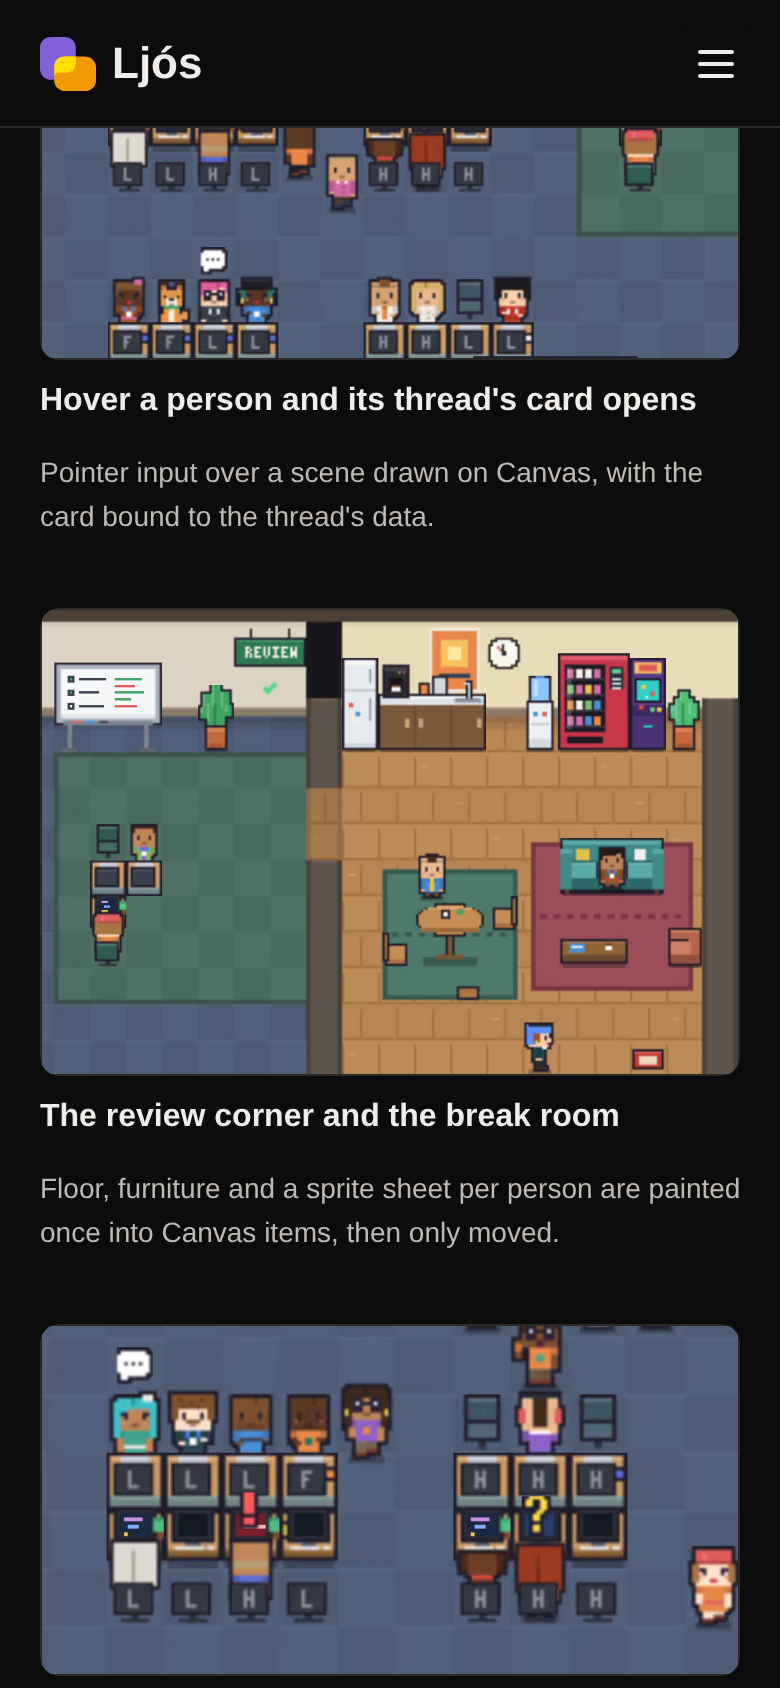 Ljós
L L H L H H H
F F L L H H L L
Hover a person and its thread's card opens
Pointer input over a scene drawn on Canvas, with the
card bound to the thread's data.
REVIEW
The review corner and the break room
Floor, furniture and a sprite sheet per person are painted
once into Canvas items, then only moved.
L L L F H H H
! ?
L L H L H H H